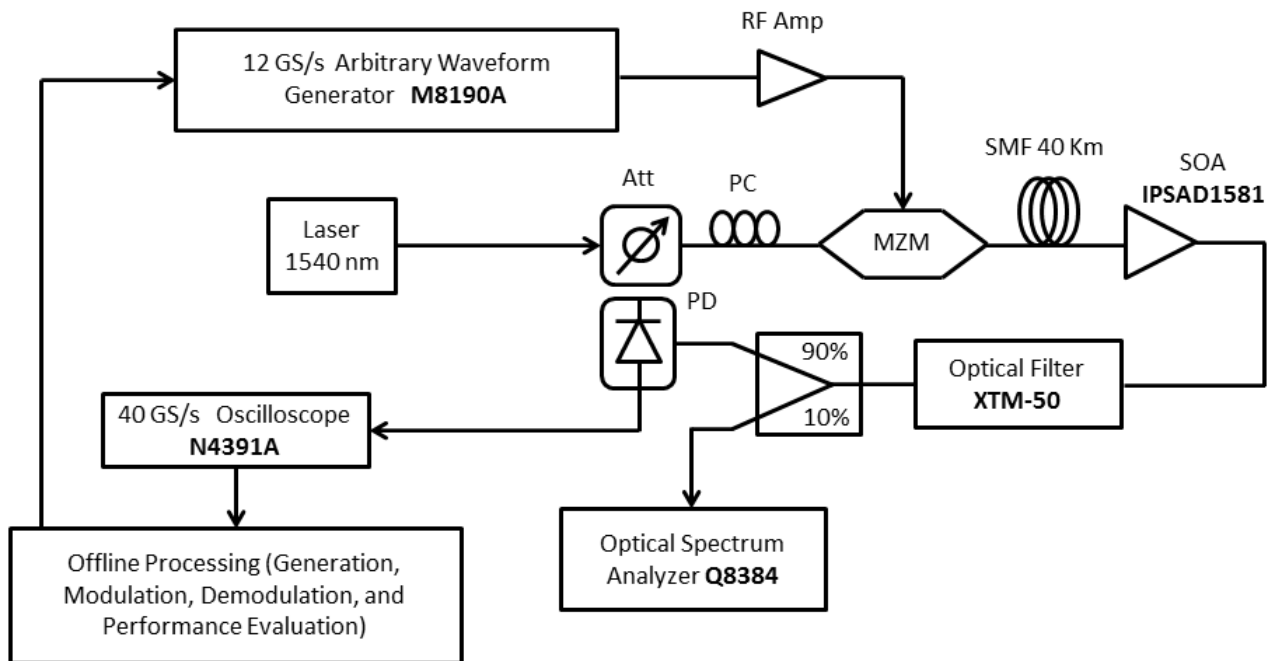 RF Amp
12 GS/s Arbitrary Waveform
Generator M8190A
SMF 40 Km
SOA
IPSAD1581
Att
PC
Laser
1540 nm
MZM
PD
90%
10%
Optical Filter
XTM-50
40 GS/s Oscilloscope
N4391A
Optical Spectrum
Analyzer Q8384
Offline Processing (Generation,
Modulation, Demodulation, and
Performance Evaluation)